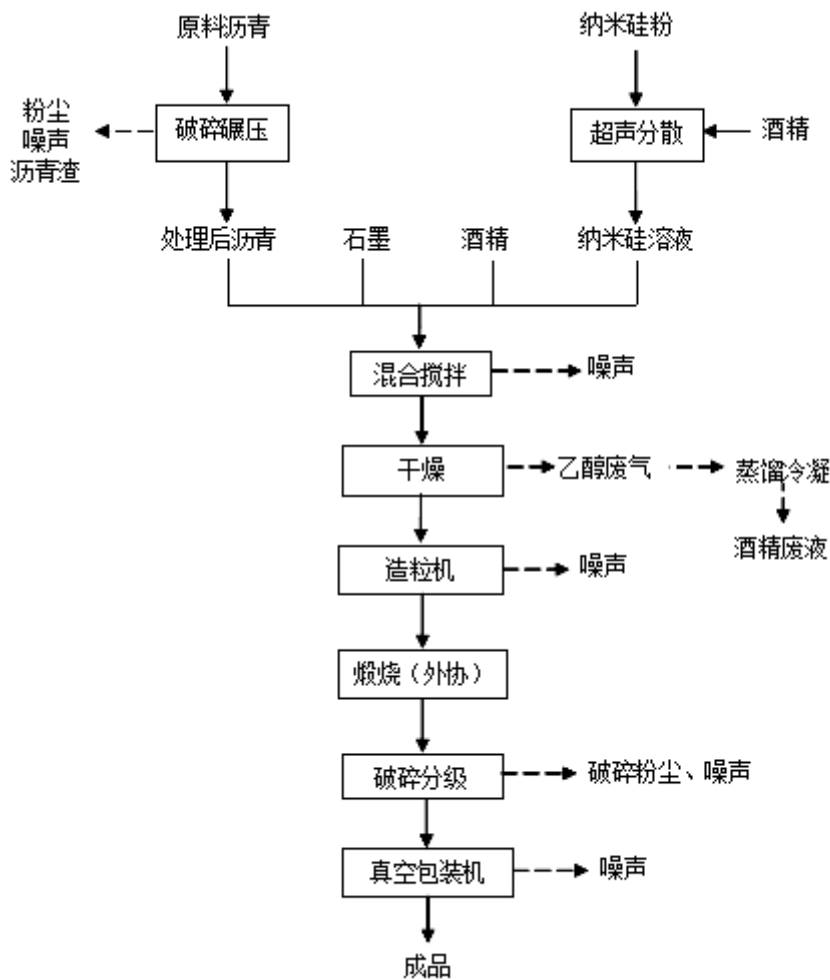 原料沥青
纳米硅粉
粉尘
噪声
沥青渣
破碎碾压
超声分散
酒精
处理后沥青
石墨
酒精
纳米硅溶液
混合搅拌
噪声
干燥
乙醇废气
蒸馏冷凝
酒精废液
造粒机
噪声
煅烧（外协）
破碎分级
破碎粉尘、噪声
真空包装机
噪声
成品